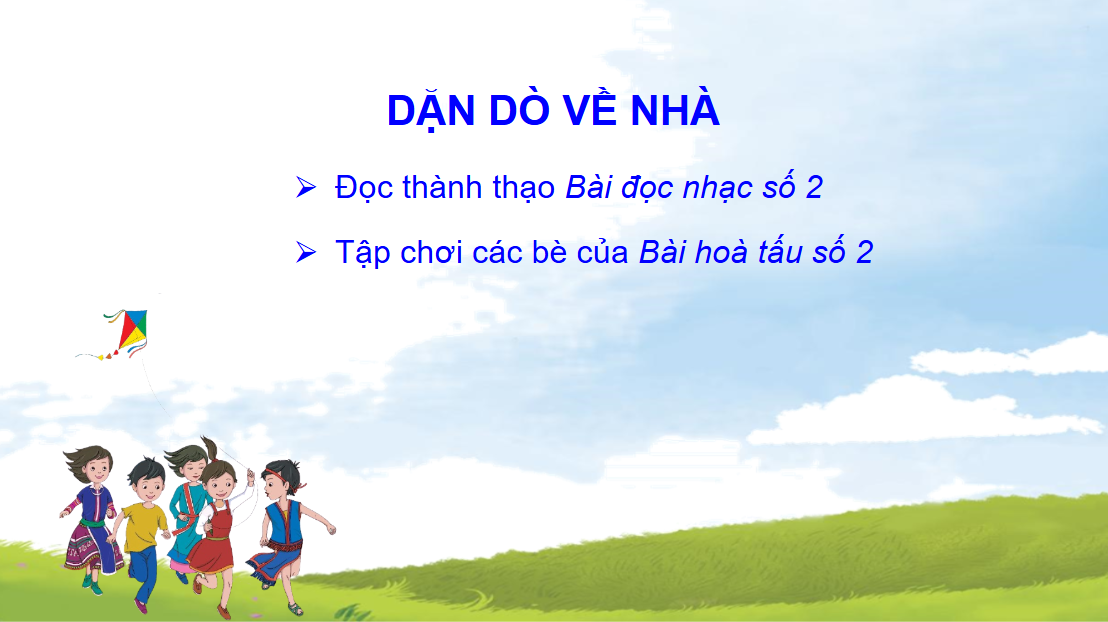 DẶN DÒ VỀ NHÀ
➢ Đọc thành thạo Bài đọc nhạc số 2
➢ Tập chơi các bè của Bài hoà tấu số 2